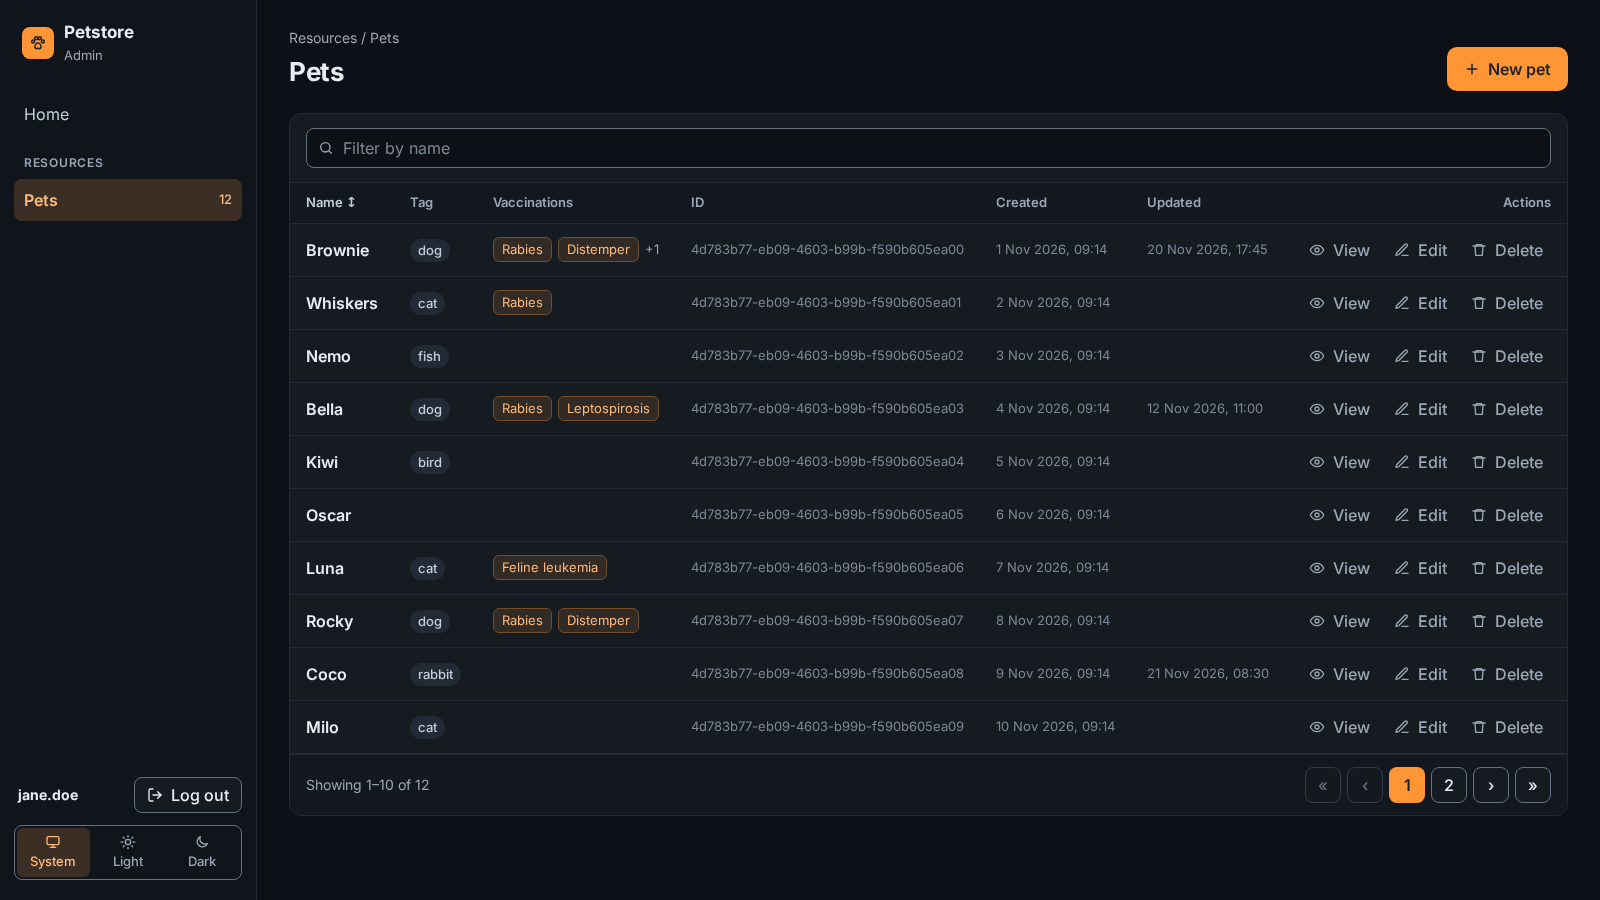 Petstore
Admin
Home
RESOURCES
Pets 12
jane.doe Log out
System Light Dark
Resources / Pets
Pets
New pet
Filter by name
Name Tag Vaccinations ID Created Updated Actions
Brownie dog Rabies Distemper +1 4d783b77-eb09-4603-b99b-f590b605ea00 1 Nov 2026, 09:14 20 Nov 2026, 17:45 View Edit Delete
Whiskers cat Rabies 4d783b77-eb09-4603-b99b-f590b605ea01 2 Nov 2026, 09:14 View Edit Delete
Nemo fish 4d783b77-eb09-4603-b99b-f590b605ea02 3 Nov 2026, 09:14 View Edit Delete
Bella dog Rabies Leptospirosis 4d783b77-eb09-4603-b99b-f590b605ea03 4 Nov 2026, 09:14 12 Nov 2026, 11:00 View Edit Delete
Kiwi bird 4d783b77-eb09-4603-b99b-f590b605ea04 5 Nov 2026, 09:14 View Edit Delete
Oscar 4d783b77-eb09-4603-b99b-f590b605ea05 6 Nov 2026, 09:14 View Edit Delete
Luna cat Feline leukemia 4d783b77-eb09-4603-b99b-f590b605ea06 7 Nov 2026, 09:14 View Edit Delete
Rocky dog Rabies Distemper 4d783b77-eb09-4603-b99b-f590b605ea07 8 Nov 2026, 09:14 View Edit Delete
Coco rabbit 4d783b77-eb09-4603-b99b-f590b605ea08 9 Nov 2026, 09:14 21 Nov 2026, 08:30 View Edit Delete
Milo cat 4d783b77-eb09-4603-b99b-f590b605ea09 10 Nov 2026, 09:14 View Edit Delete
Showing 1–10 of 12 « ‹ 1 2 › »